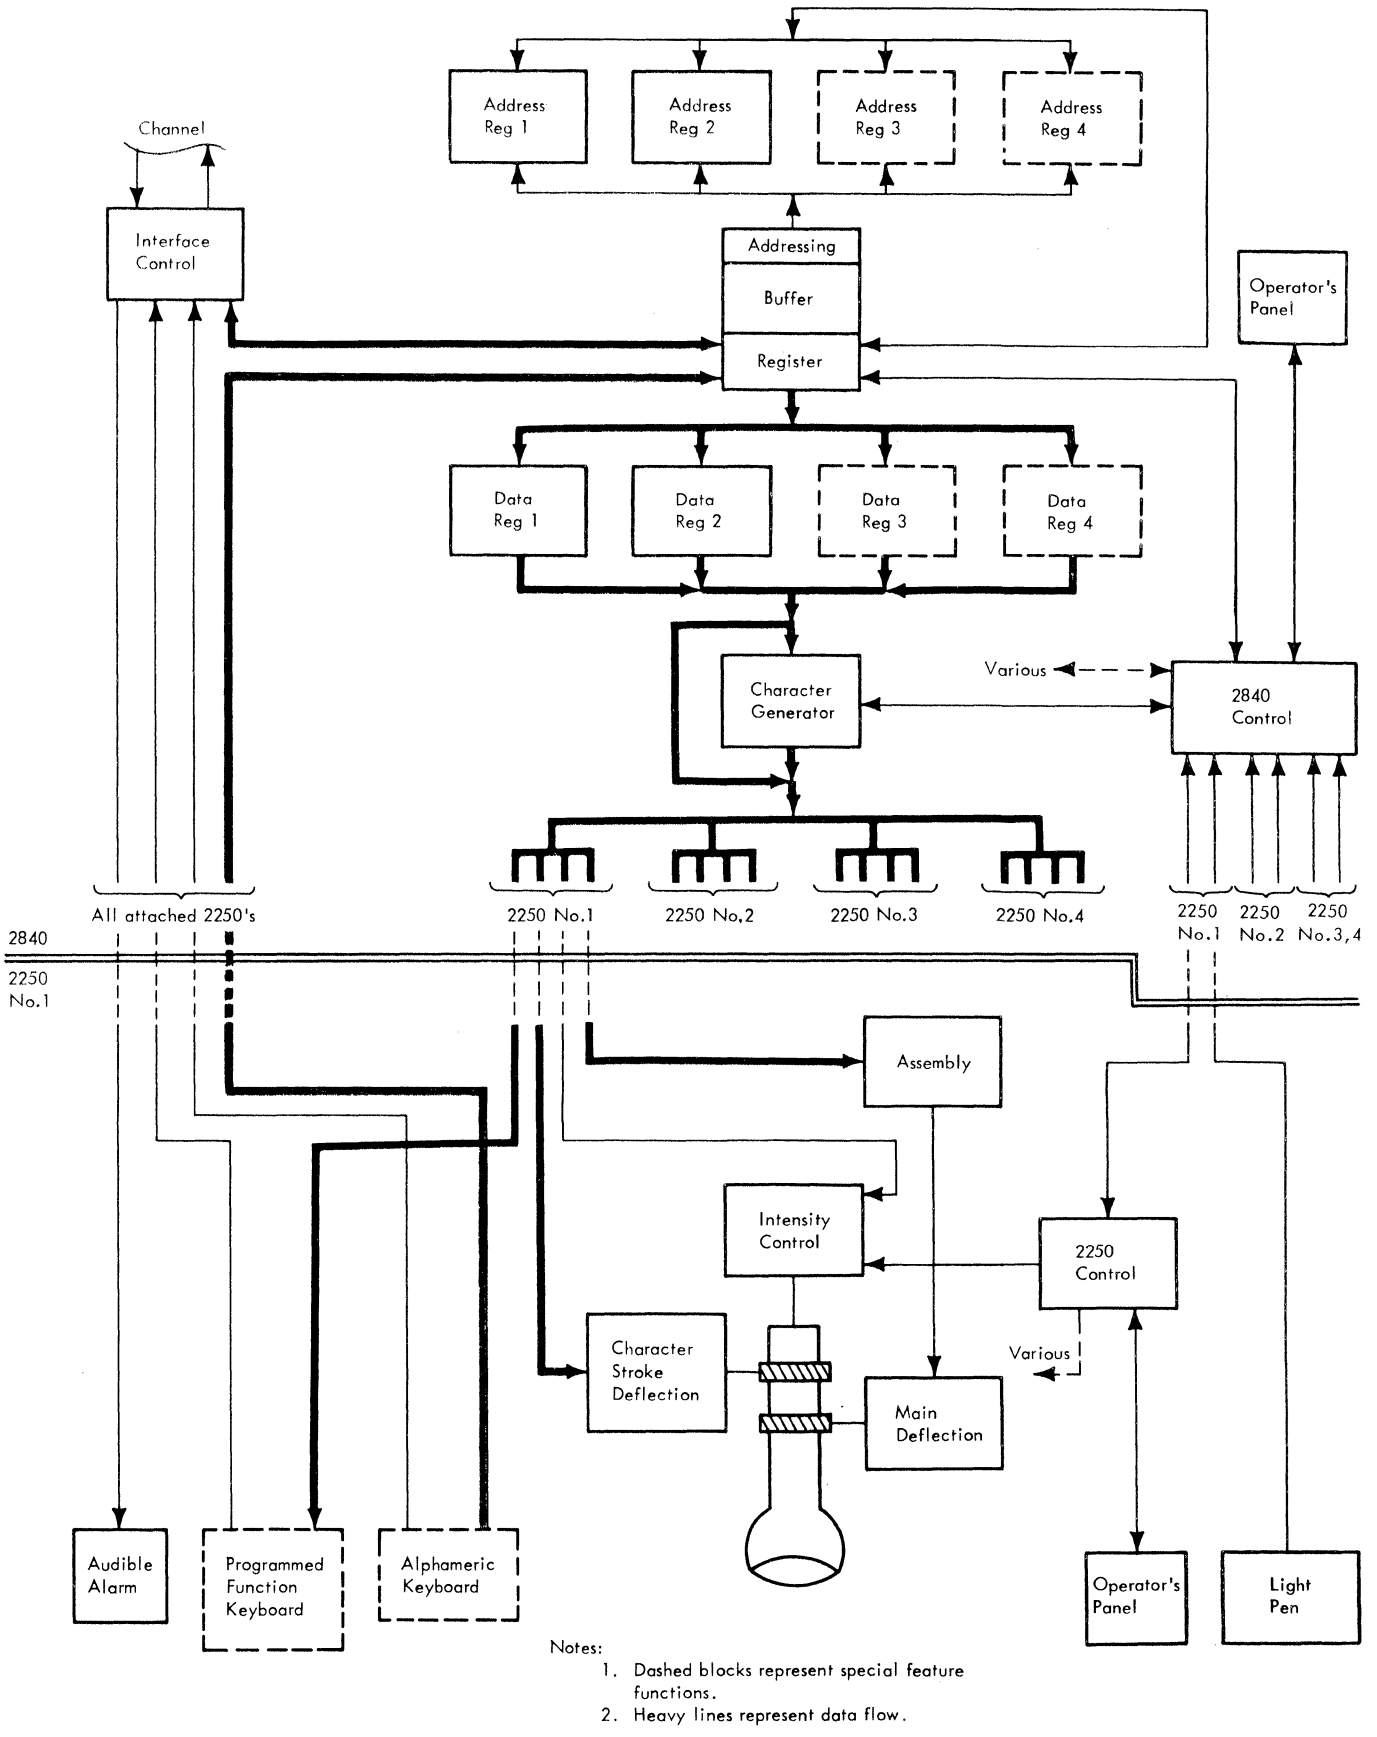 Channel
Address
Reg 1
Address
Reg 2
Address
Reg 3
Address
Reg 4
Interface
Control
Addressing
Buffer
Register
Operator's
Panel
Data
Reg 1
Data
Reg 2
Data
Reg 3
Data
Reg 4
Various
Character
Generator
2840
Control
All attached 2250's
2250 No.1
2250 No.2
2250 No.3
2250 No.4
2250
No.1
2250
No.2
2250
No.3,4
2840
2250
No.1
Assembly
Intensity
Control
2250
Control
Character
Stroke
Deflection
Various
Main
Deflection
Audible
Alarm
Programmed
Function
Keyboard
Alphameric
Keyboard
Operator's
Panel
Light
Pen
Notes:
1. Dashed blocks represent special feature
functions.
2. Heavy lines represent data flow.